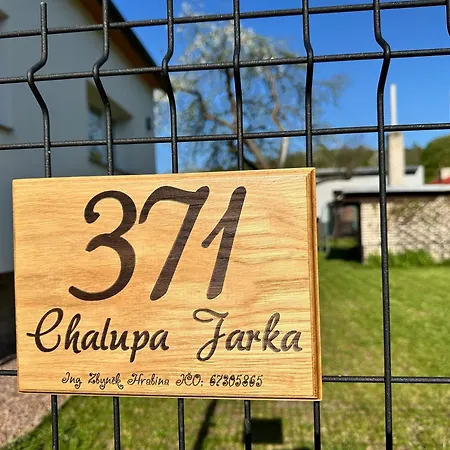 371
Chalupa Jarka
Ing Zbyněk Hrabina IČO: 67305865